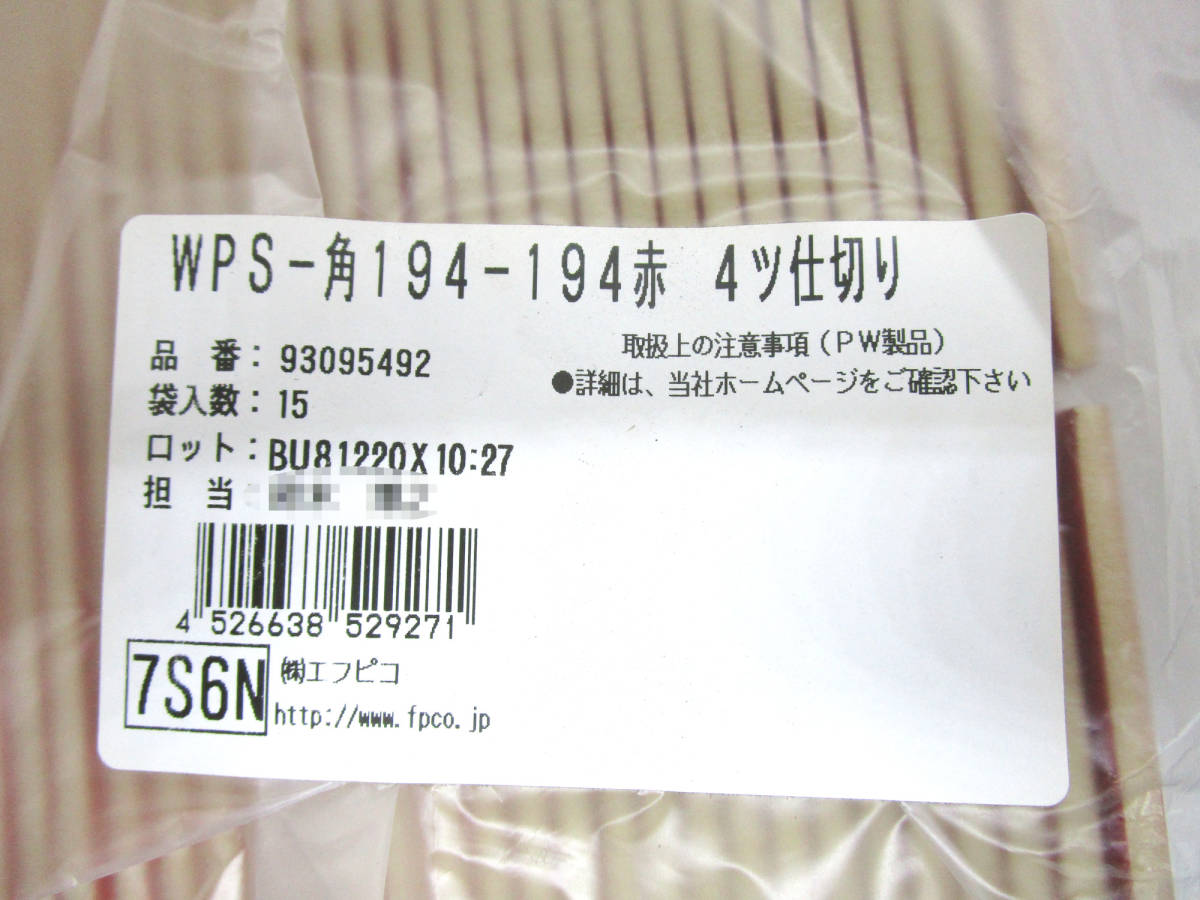 WPS-角194-194赤 4ツ仕切り
取扱上の注意事項(PW製品)
●詳細は、当社ホームページをご確認下さい
品 番: 93095492
袋入数: 15
ロット: BU81220X10:27
担 当:
4 526638 529271
7S6N
㈱エフピコ
http://www.fpco.jp